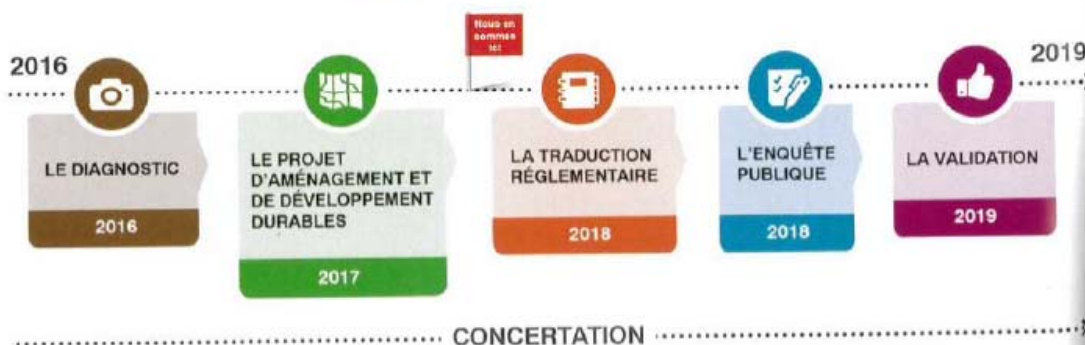 Nous en
sommes
ici
2016
2019
LE DIAGNOSTIC
2016
LE PROJET
D'AMÉNAGEMENT ET
DE DÉVELOPPEMENT
DURABLES
2017
LA TRADUCTION
RÉGLEMENTAIRE
2018
L'ENQUÊTE
PUBLIQUE
2018
LA VALIDATION
2019
CONCERTATION